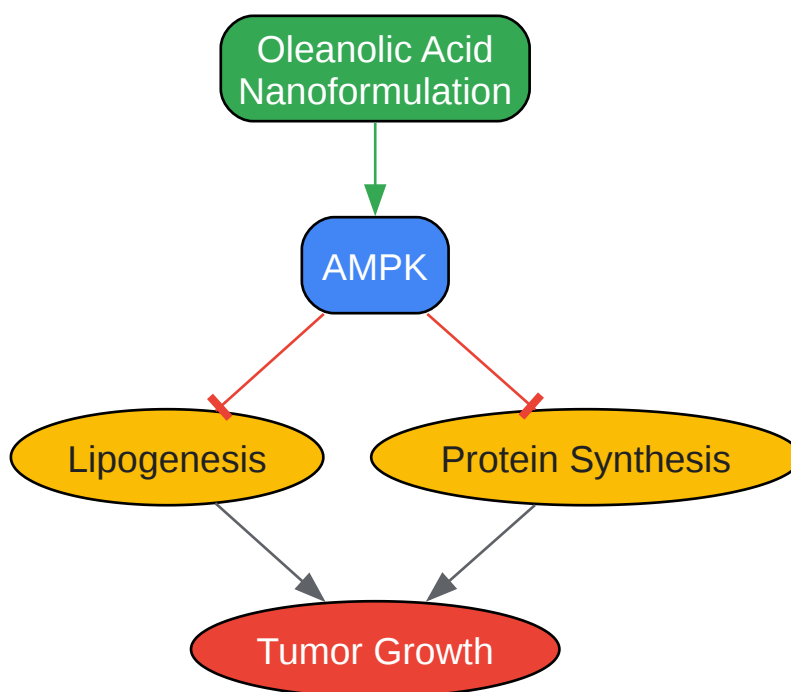 Oleanolic Acid
Nanoformulation
AMPK
Lipogenesis
Protein Synthesis
Tumor Growth